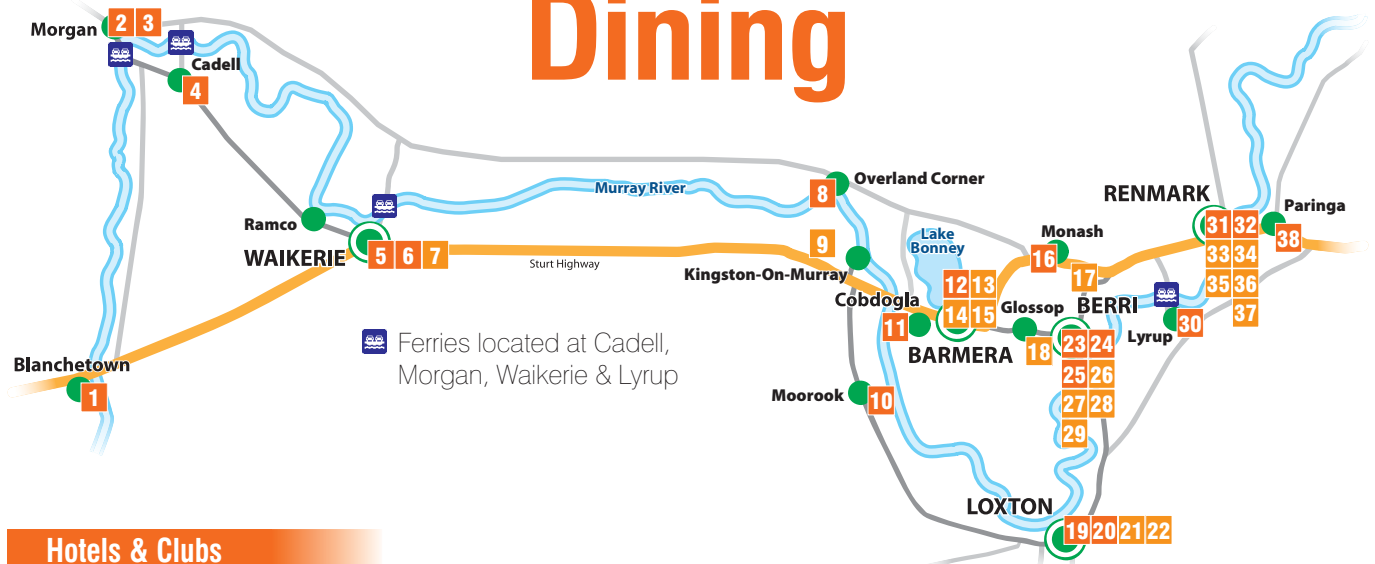 Dining
Morgan
2 3
Cadell
4
Ramco
WAIKERIE
5 6 7
Murray River
Sturt Highway
8
Overland Corner
9
Kingston-On-Murray
Lake
Bonney
Cobdogla
11
12 13
14 15
BARMERA
Monash
16
17
Glossop
18
BERRI
23 24
25 26
27 28
29
RENMARK
31 32
33 34
35 36
37
Paringa
38
Lyrup
30
Blanchetown
1
Ferries located at Cadell,
Morgan, Waikerie & Lyrup
Moorook
10
LOXTON
19 20 21 22
Hotels & Clubs